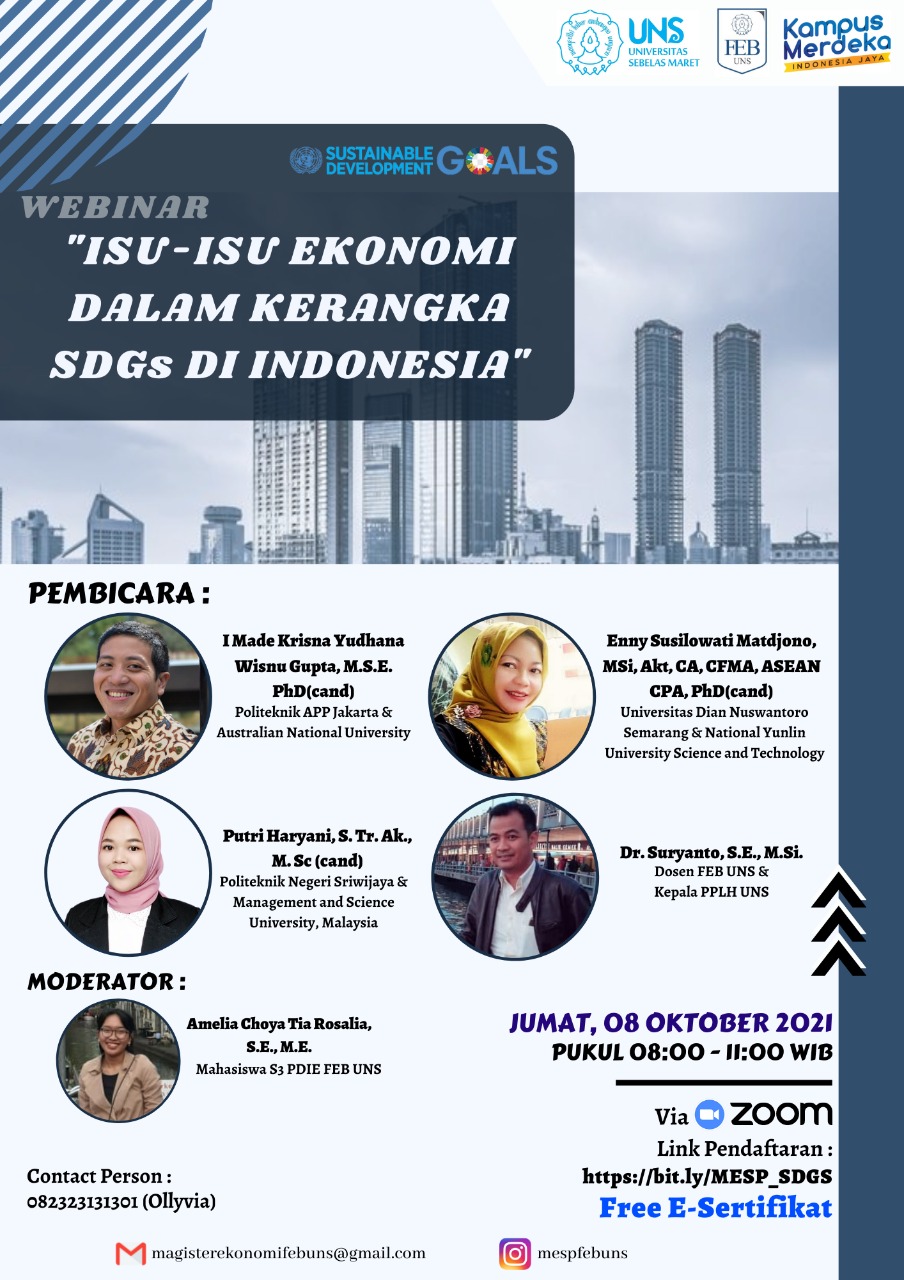 UNS
UNIVERSITAS
SEBELAS MARET
FEB
UNS
Kampus
Merdeka
INDONESIA JAYA
SUSTAINABLE
DEVELOPMENT
GOALS
WEBINAR
"ISU-ISU EKONOMI
DALAM KERANGKA
SDGs DI INDONESIA"
PEMBICARA :
I Made Krisna Yudhana
Wisnu Gupta, M.S.E.
PhD(cand)
Politeknik APP Jakarta &
Australian National University
Enny Susilowati Matdjono,
MSi, Akt, CA, CFMA, ASEAN
CPA, PhD(cand)
Universitas Dian Nuswantoro
Semarang & National Yunlin
University Science and Technology
Putri Haryani, S. Tr. Ak.,
M. Sc (cand)
Politeknik Negeri Sriwijaya &
Management and Science
University, Malaysia
Dr. Suryanto, S.E., M.Si.
Dosen FEB UNS &
Kepala PPLH UNS
MODERATOR :
Amelia Choya Tia Rosalia,
S.E., M.E.
Mahasiswa S3 PDIE FEB UNS
JUMAT, 08 OKTOBER 2021
PUKUL 08:00 - 11:00 WIB
Via zoom
Link Pendaftaran :
https://bit.ly/MESP_SDGS
Free E-Sertifikat
Contact Person :
082323131301 (Ollyvia)
magisterekonomifebuns@gmail.com
mespfebuns